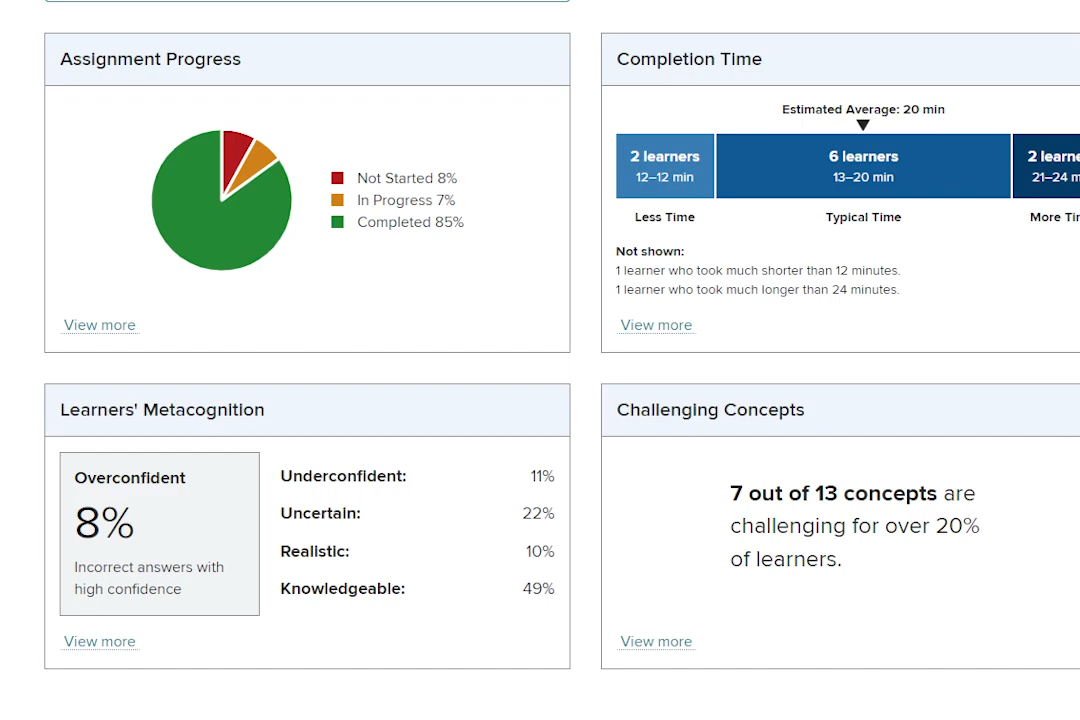 Assignment Progress
Not Started 8%
In Progress 7%
Completed 85%
View more
Completion Time
Estimated Average: 20 min
2 learners
12–12 min
6 learners
13–20 min
2
21–24
Less Time
Typical Time
More
Not shown:
1 learner who took much shorter than 12 minutes.
1 learner who took much longer than 24 minutes.
View more
Learners' Metacognition
Overconfident
8%
Incorrect answers with
high confidence
Underconfident: 11%
Uncertain: 22%
Realistic: 10%
Knowledgeable: 49%
View more
Challenging Concepts
7 out of 13 concepts are
challenging for over 20%
of learners.
View more